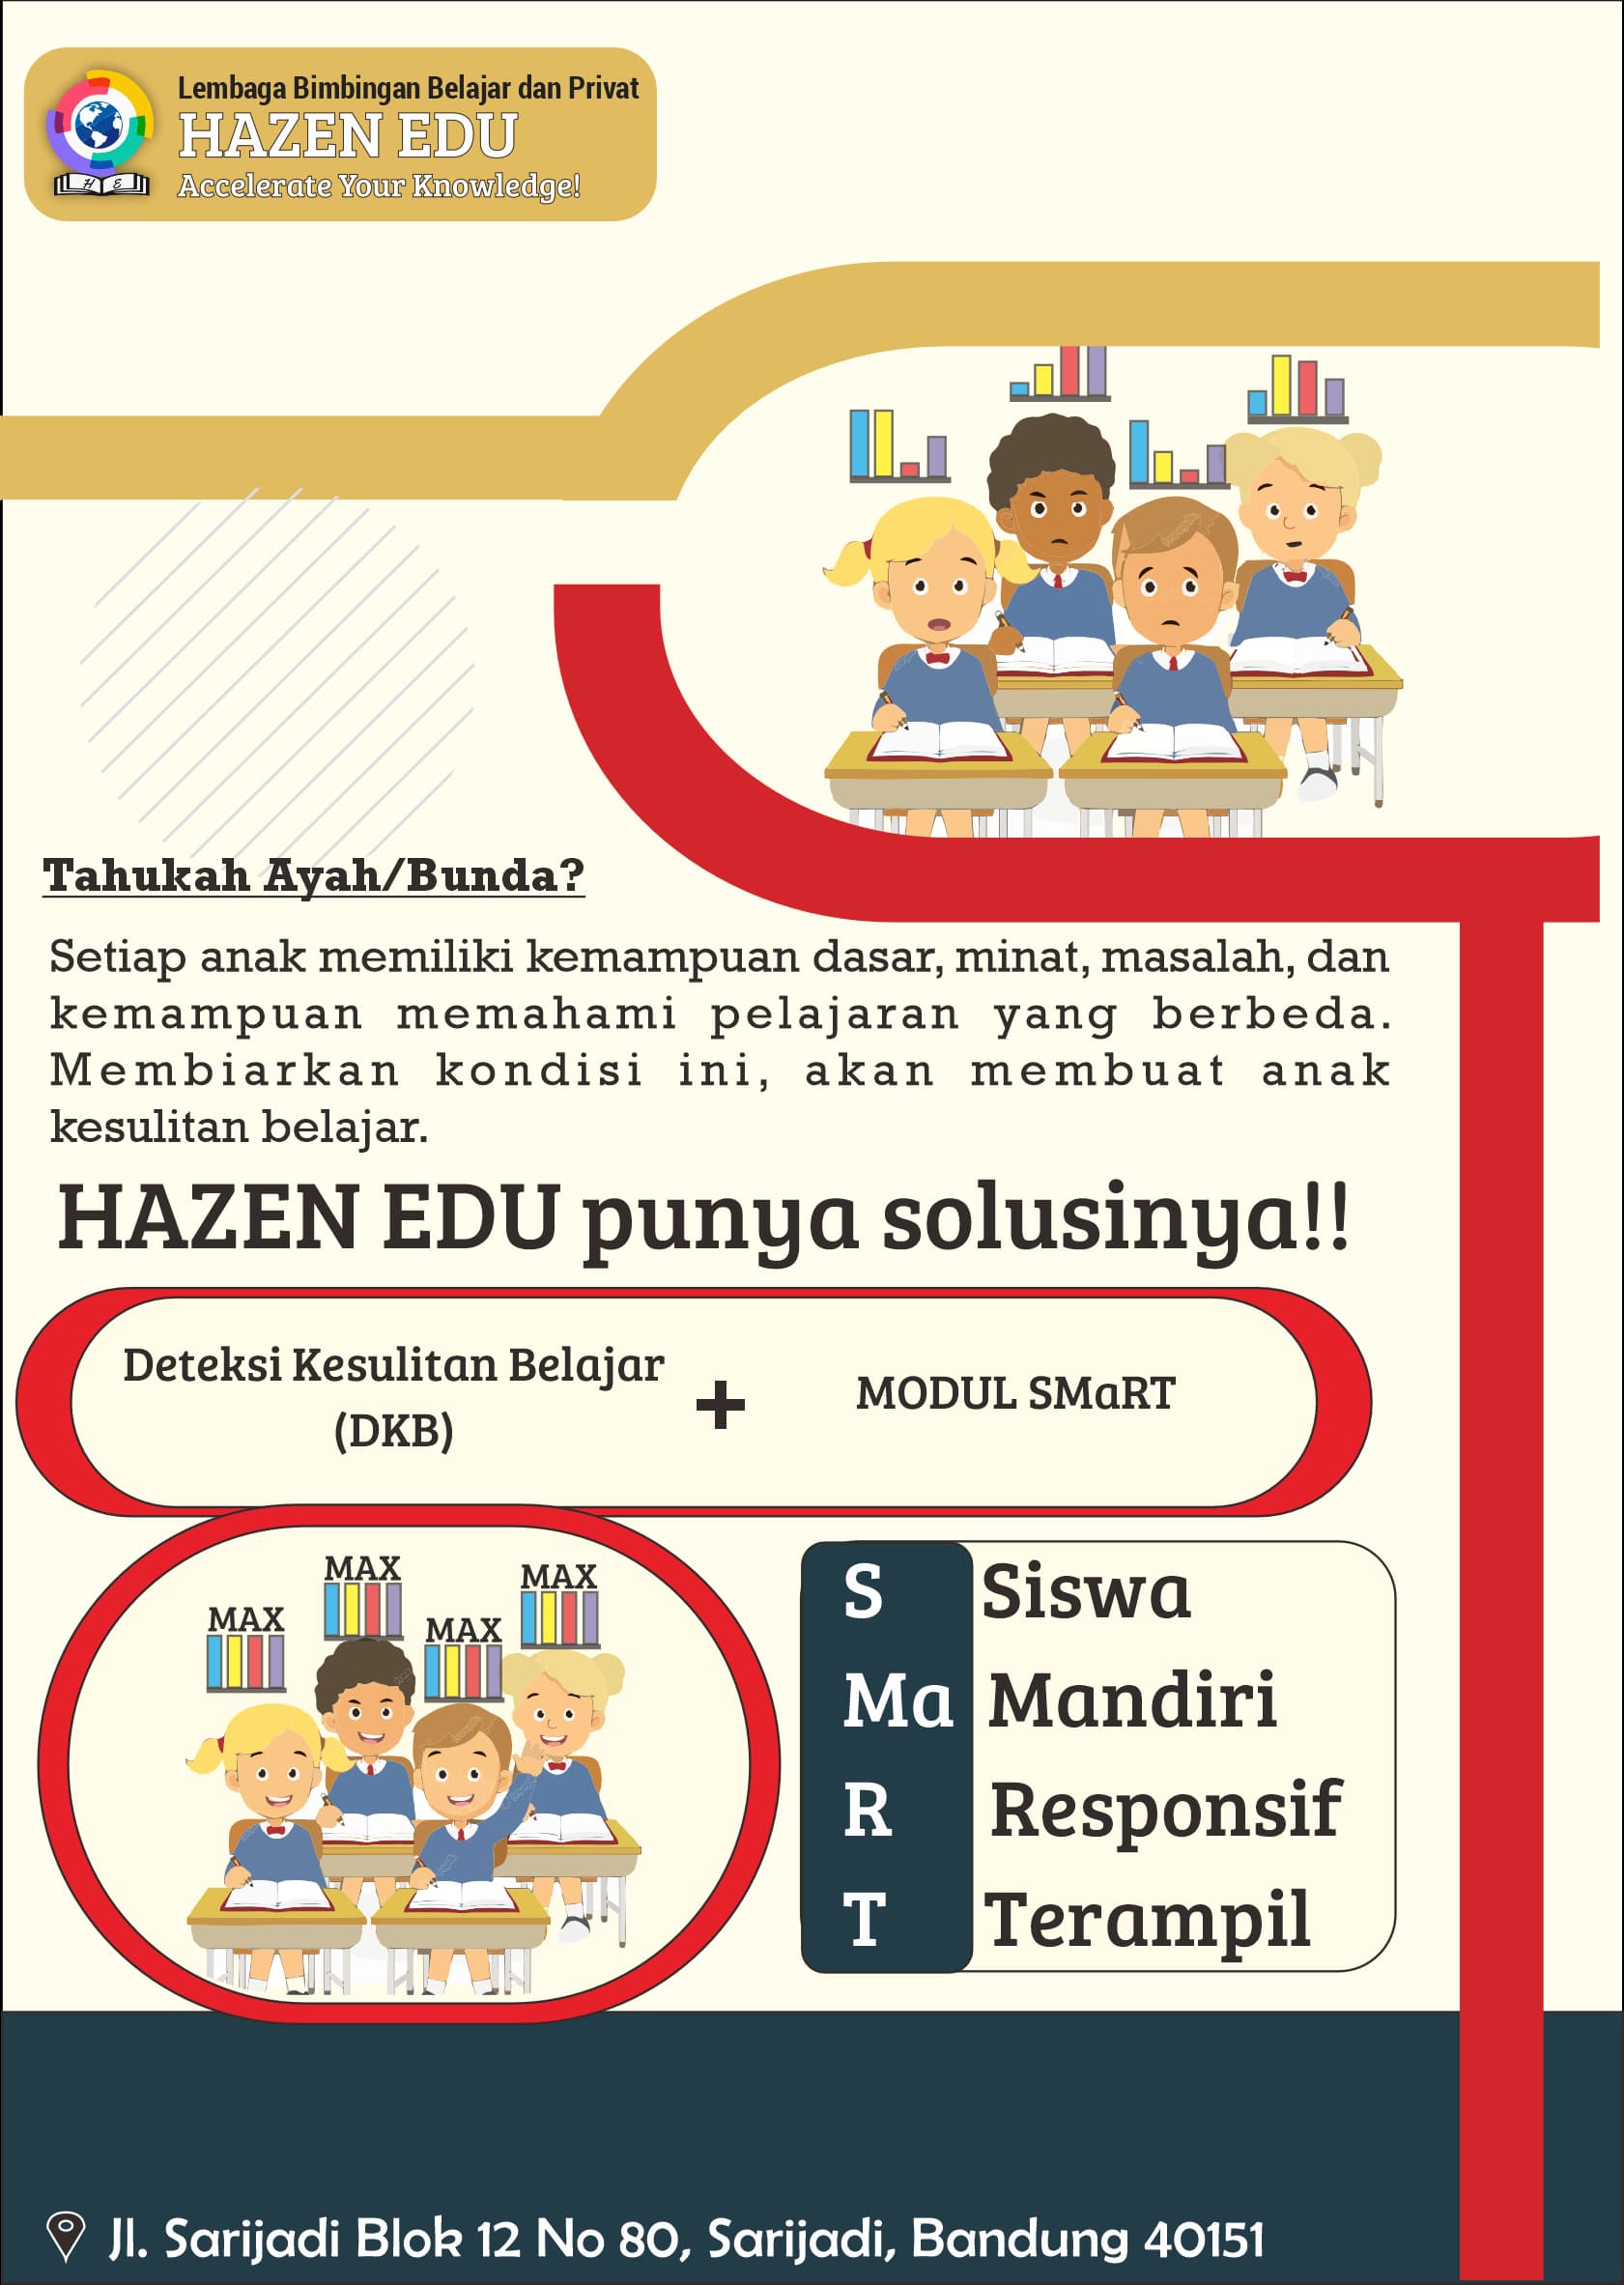 Lembaga Bimbingan Belajar dan Privat
HAZEN EDU
Accelerate Your Knowledge!
H E
Tahukah Ayah/Bunda?
Setiap anak memiliki kemampuan dasar, minat, masalah, dan
kemampuan memahami pelajaran yang berbeda.
Membiarkan kondisi ini, akan membuat anak
kesulitan belajar.
HAZEN EDU punya solusinya!!
Deteksi Kesulitan Belajar
(DKB)
+
MODUL SMaRT
MAX
MAX
MAX
MAX
S Siswa
Ma Mandiri
R Responsif
T Terampil
Jl. Sarijadi Blok 12 No 80, Sarijadi, Bandung 40151